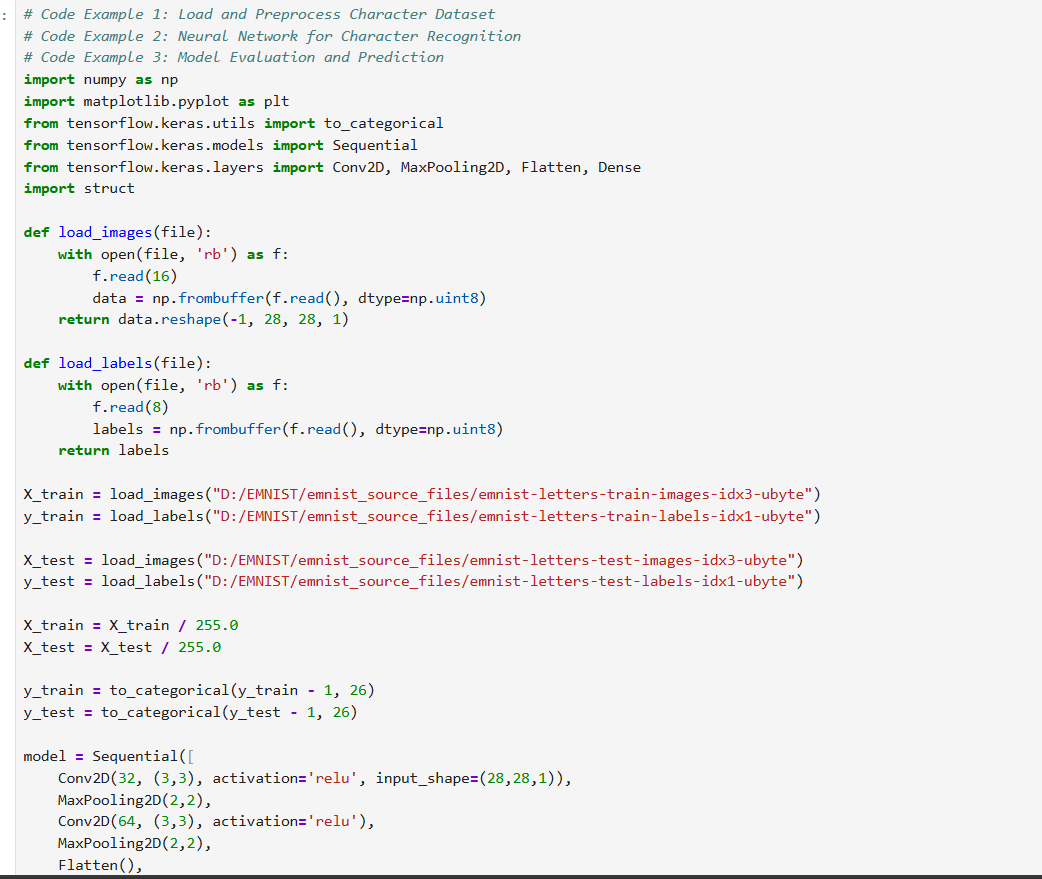 :
# Code Example 1: Load and Preprocess Character Dataset
# Code Example 2: Neural Network for Character Recognition
# Code Example 3: Model Evaluation and Prediction
import numpy as np
import matplotlib.pyplot as plt
from tensorflow.keras.utils import to_categorical
from tensorflow.keras.models import Sequential
from tensorflow.keras.layers import Conv2D, MaxPooling2D, Flatten, Dense
import struct

def load_images(file):
    with open(file, 'rb') as f:
        f.read(16)
        data = np.frombuffer(f.read(), dtype=np.uint8)
    return data.reshape(-1, 28, 28, 1)

def load_labels(file):
    with open(file, 'rb') as f:
        f.read(8)
        labels = np.frombuffer(f.read(), dtype=np.uint8)
    return labels

X_train = load_images("D:/EMNIST/emnist_source_files/emnist-letters-train-images-idx3-ubyte")
y_train = load_labels("D:/EMNIST/emnist_source_files/emnist-letters-train-labels-idx1-ubyte")

X_test = load_images("D:/EMNIST/emnist_source_files/emnist-letters-test-images-idx3-ubyte")
y_test = load_labels("D:/EMNIST/emnist_source_files/emnist-letters-test-labels-idx1-ubyte")

X_train = X_train / 255.0
X_test = X_test / 255.0

y_train = to_categorical(y_train - 1, 26)
y_test = to_categorical(y_test - 1, 26)

model = Sequential([
    Conv2D(32, (3,3), activation='relu', input_shape=(28,28,1)),
    MaxPooling2D(2,2),
    Conv2D(64, (3,3), activation='relu'),
    MaxPooling2D(2,2),
    Flatten(),